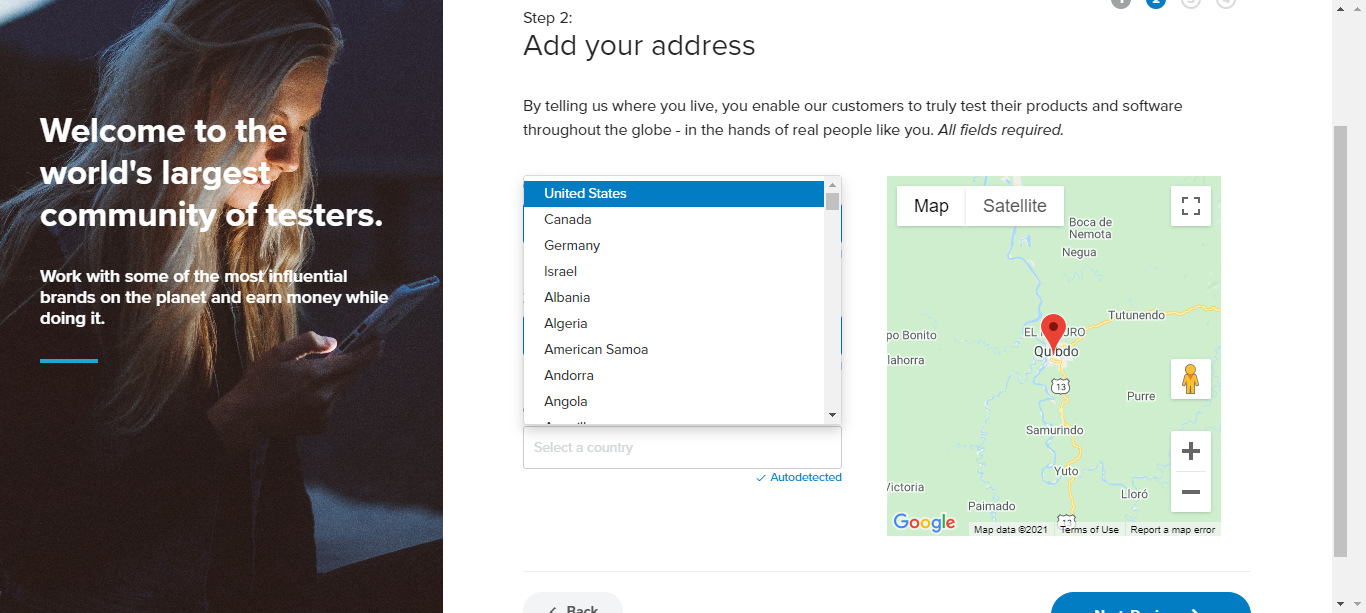 Welcome to the
world's largest
community of testers.
Work with some of the most influential
brands on the planet and earn money while
doing it.
2
Step 2:
Add your address
By telling us where you live, you enable our customers to truly test their products and software
throughout the globe - in the hands of real people like you. All fields required.
United States
Canada
Germany
Israel
Albania
Algeria
American Samoa
Andorra
Angola
Select a country
Autodetected
Map
Satellite
Boca de
Nemota
Negua
Tutunendo
po Bonito
lahorra
Quibdo
13
Purre
Samurindo
Yuto
Victoria
Lloró
Paimado
Google
Map data ©2021
Terms of Use
Report a map error
Back